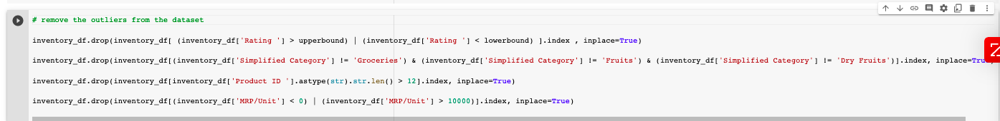 # remove the outliers from the dataset
inventory_df.drop(inventory_df[ (inventory_df['Rating '] > upperbound) | (inventory_df['Rating '] < lowerbound) ].index , inplace=True)
inventory_df.drop(inventory_df[(inventory_df['Simplified Category'] != 'Groceries') & (inventory_df['Simplified Category'] != 'Fruits') & (inventory_df['Simplified Category'] != 'Dry Fruits')].index, inplace=Tru
inventory_df.drop(inventory_df[inventory_df['Product ID '].astype(str).str.len() > 12].index, inplace=True)
inventory_df.drop(inventory_df[(inventory_df['MRP/Unit'] < 0) | (inventory_df['MRP/Unit'] > 10000)].index, inplace=True)